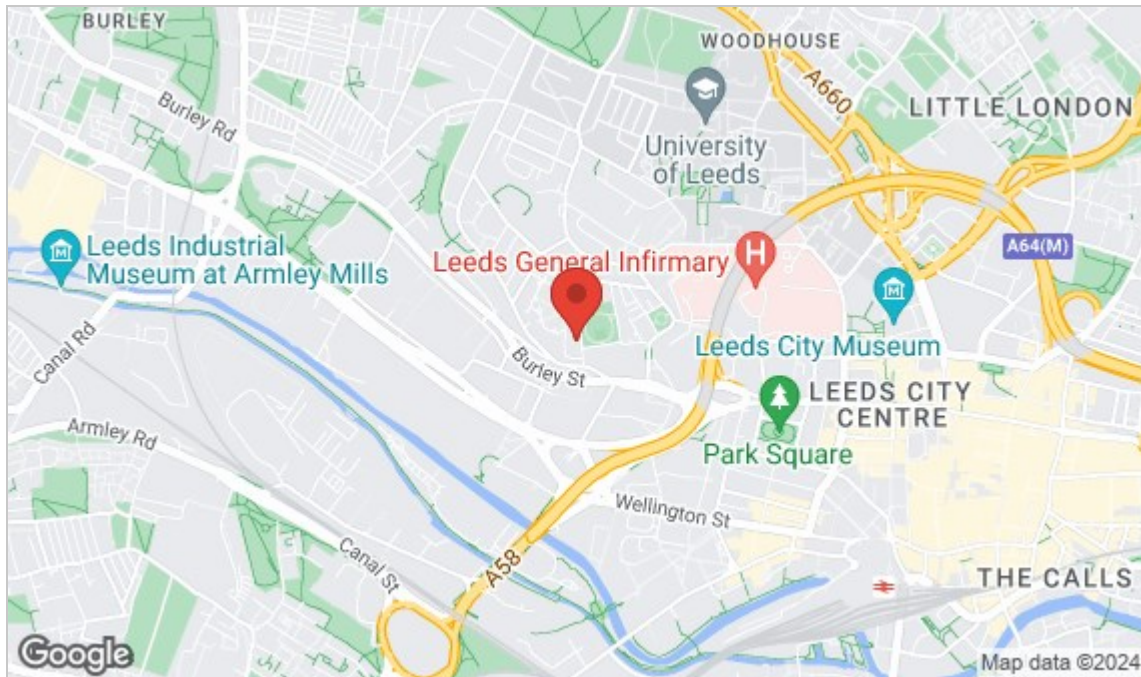 BURLEY
WOODHOUSE
A660
LITTLE LONDON
Burley Rd
University
of Leeds
A64(M)
Leeds Industrial
Museum at Armley Mills
Leeds General Infirmary
H
Canal Rd
Leeds City Museum
Burley St
LEEDS CITY
CENTRE
Armley Rd
Park Square
Wellington St
Canal St
A58
THE CALLS
Google
Map data ©2024